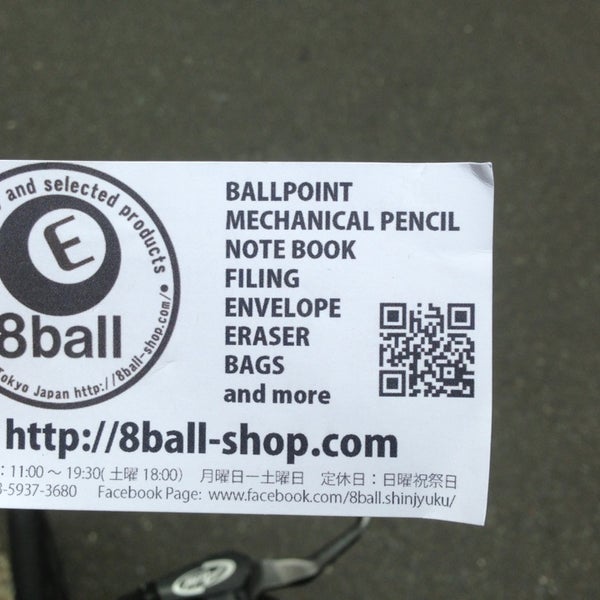 and selected products
E
8ball
Tokyo Japan http://8ball-shop.com/
BALLPOINT
MECHANICAL PENCIL
NOTE BOOK
FILING
ENVELOPE
ERASER
BAGS
and more
http://8ball-shop.com
: 11:00 ～ 19:30( 土曜 18:00) 月曜日ー土曜日 定休日：日曜祝祭日
3-5937-3680 Facebook Page: www.facebook.com/8ball.shinjyuku/